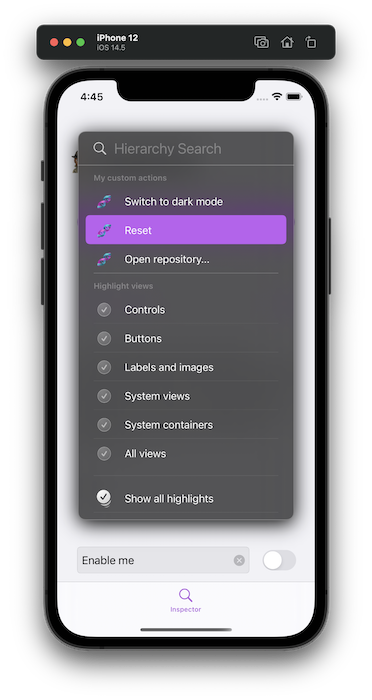 iPhone 12
iOS 14.5
4:45
Hierarchy Search
My custom actions
Switch to dark mode
Reset
Open repository...
Highlight views
Controls
Buttons
Labels and images
System views
System containers
All views
Show all highlights
Enable me
Inspector